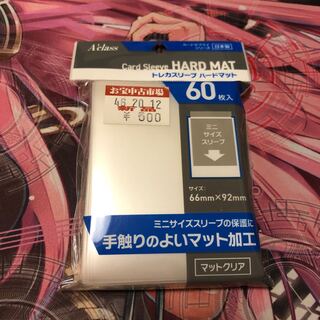 A'class
日本製
Card Sleeve HARD MAT
トレカスリーブ ハードマット
60枚入
お宝中古市場
48 20 12
¥ 500
ミニ
サイズ
スリーブ
サイズ:
66mm×92mm
ミニサイズスリーブの保護に
手触りのよいマット加工
マットクリア